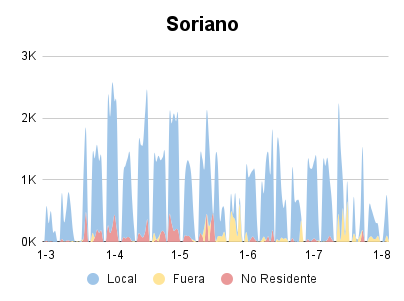 Soriano
3K
2K
1K
0K
1-3 1-4 1-5 1-6 1-7 1-8
Local Fuera No Residente